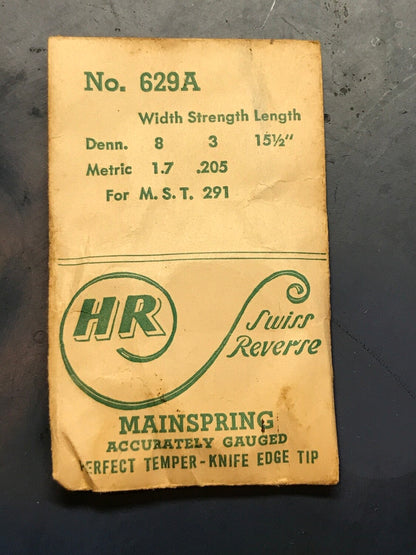 No. 629A
Width Strength Length
Denn. 8 3 15½"
Metric 1.7 .205
For M. S. T. 291
HR
Swiss
Reverse
MAINSPRING
ACCURATELY GAUGED
PERFECT TEMPER - KNIFE EDGE TIP